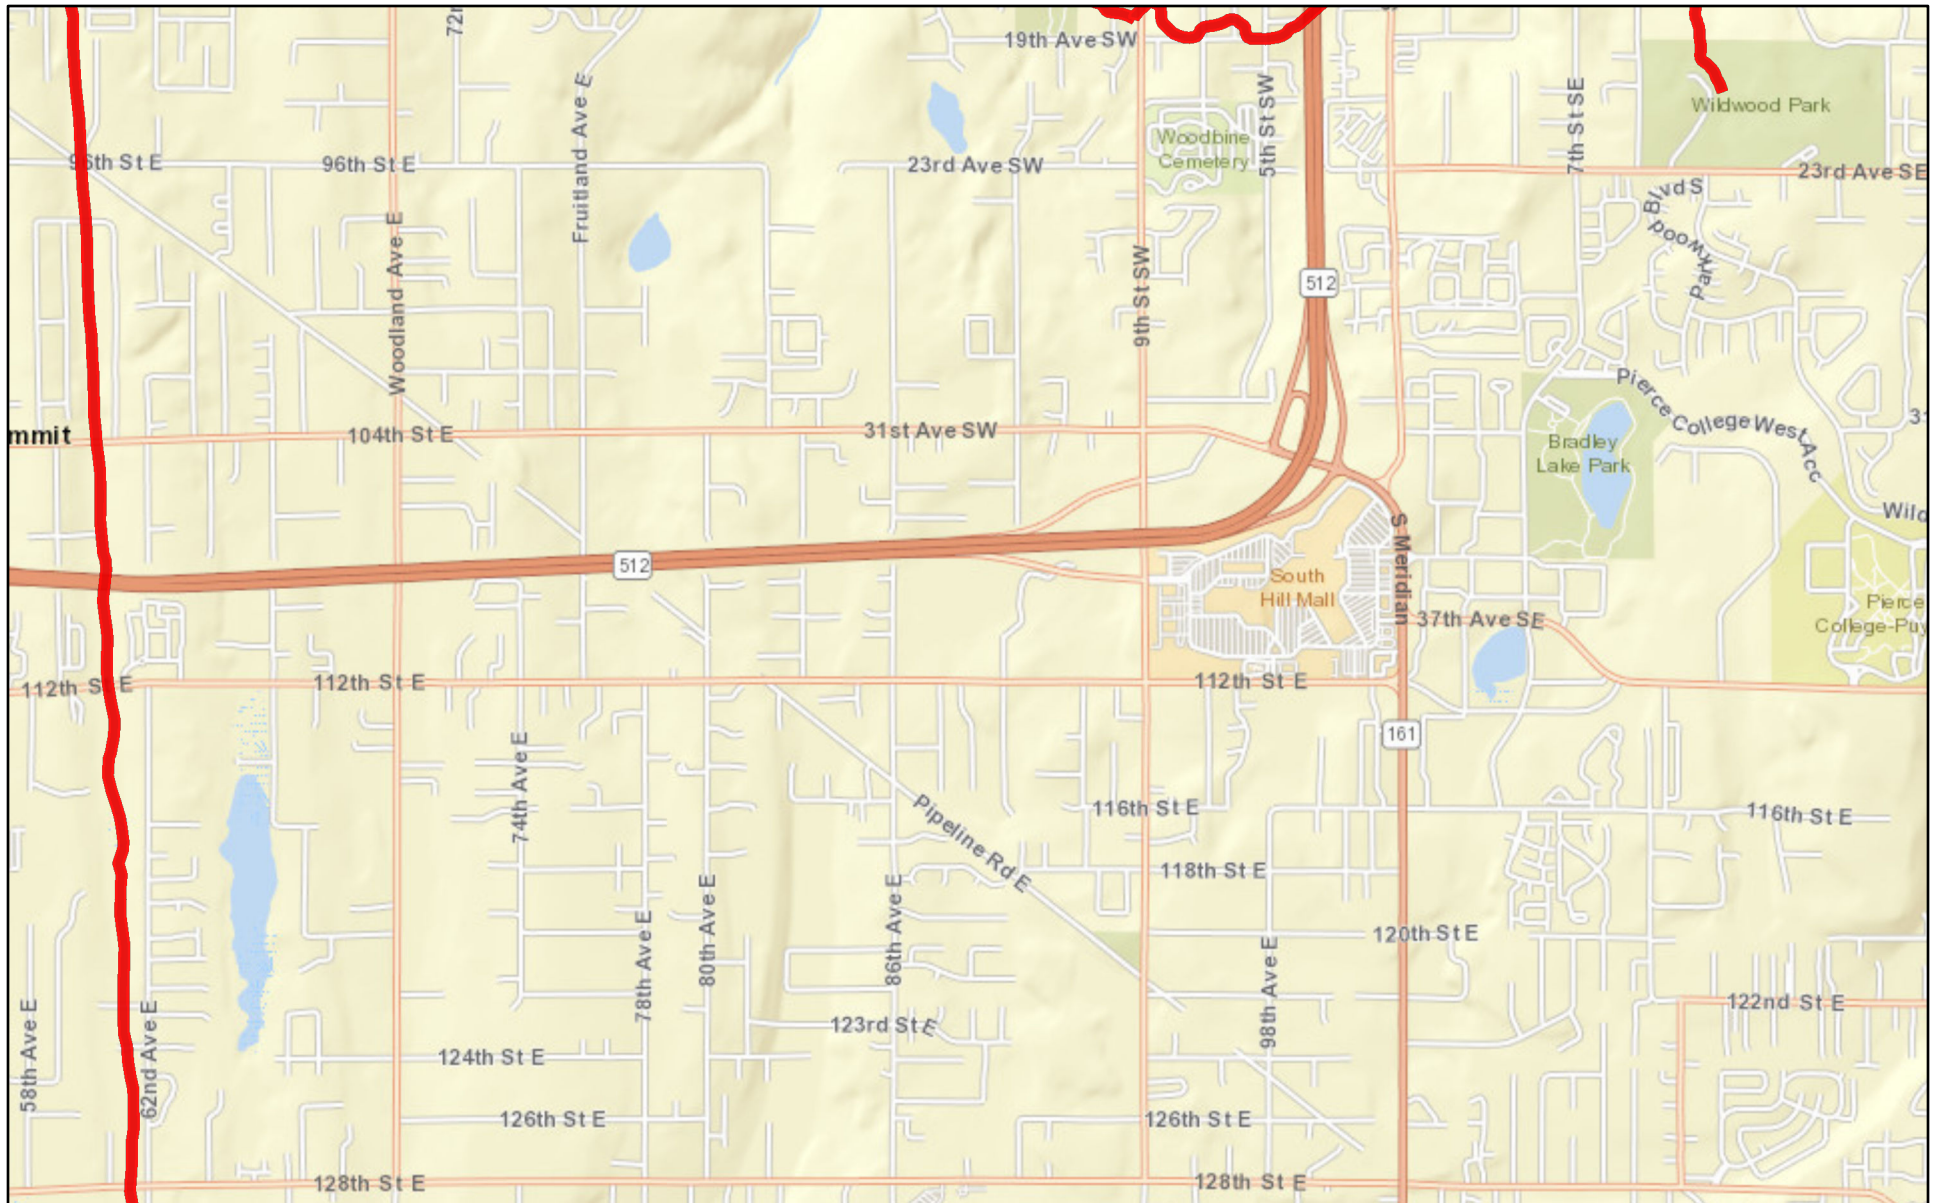 72n
19th Ave SW
Fruitland Ave E
5th St SW
7th St SE
Wildwood Park
Woodbine
Cemetery
96th St E
96th St E
23rd Ave SW
23rd Ave SE
Parkwood Blvd S
Woodland Ave E
9th St SW
512
Pierce College West Acc
31
mmit
104th St E
31st Ave SW
Bradley
Lake Park
Wild
S Meridian
512
South
Hill Mall
37th Ave SE
Pierce
College-Puy
112th St E
112th St E
112th St E
161
74th Ave E
Pipeline Rd E
116th St E
116th St E
118th St E
80th Ave E
86th Ave E
78th Ave E
120th St E
98th Ave E
122nd St E
58th Ave E
62nd Ave E
123rd St E
124th St E
126th St E
126th St E
128th St E
128th St E